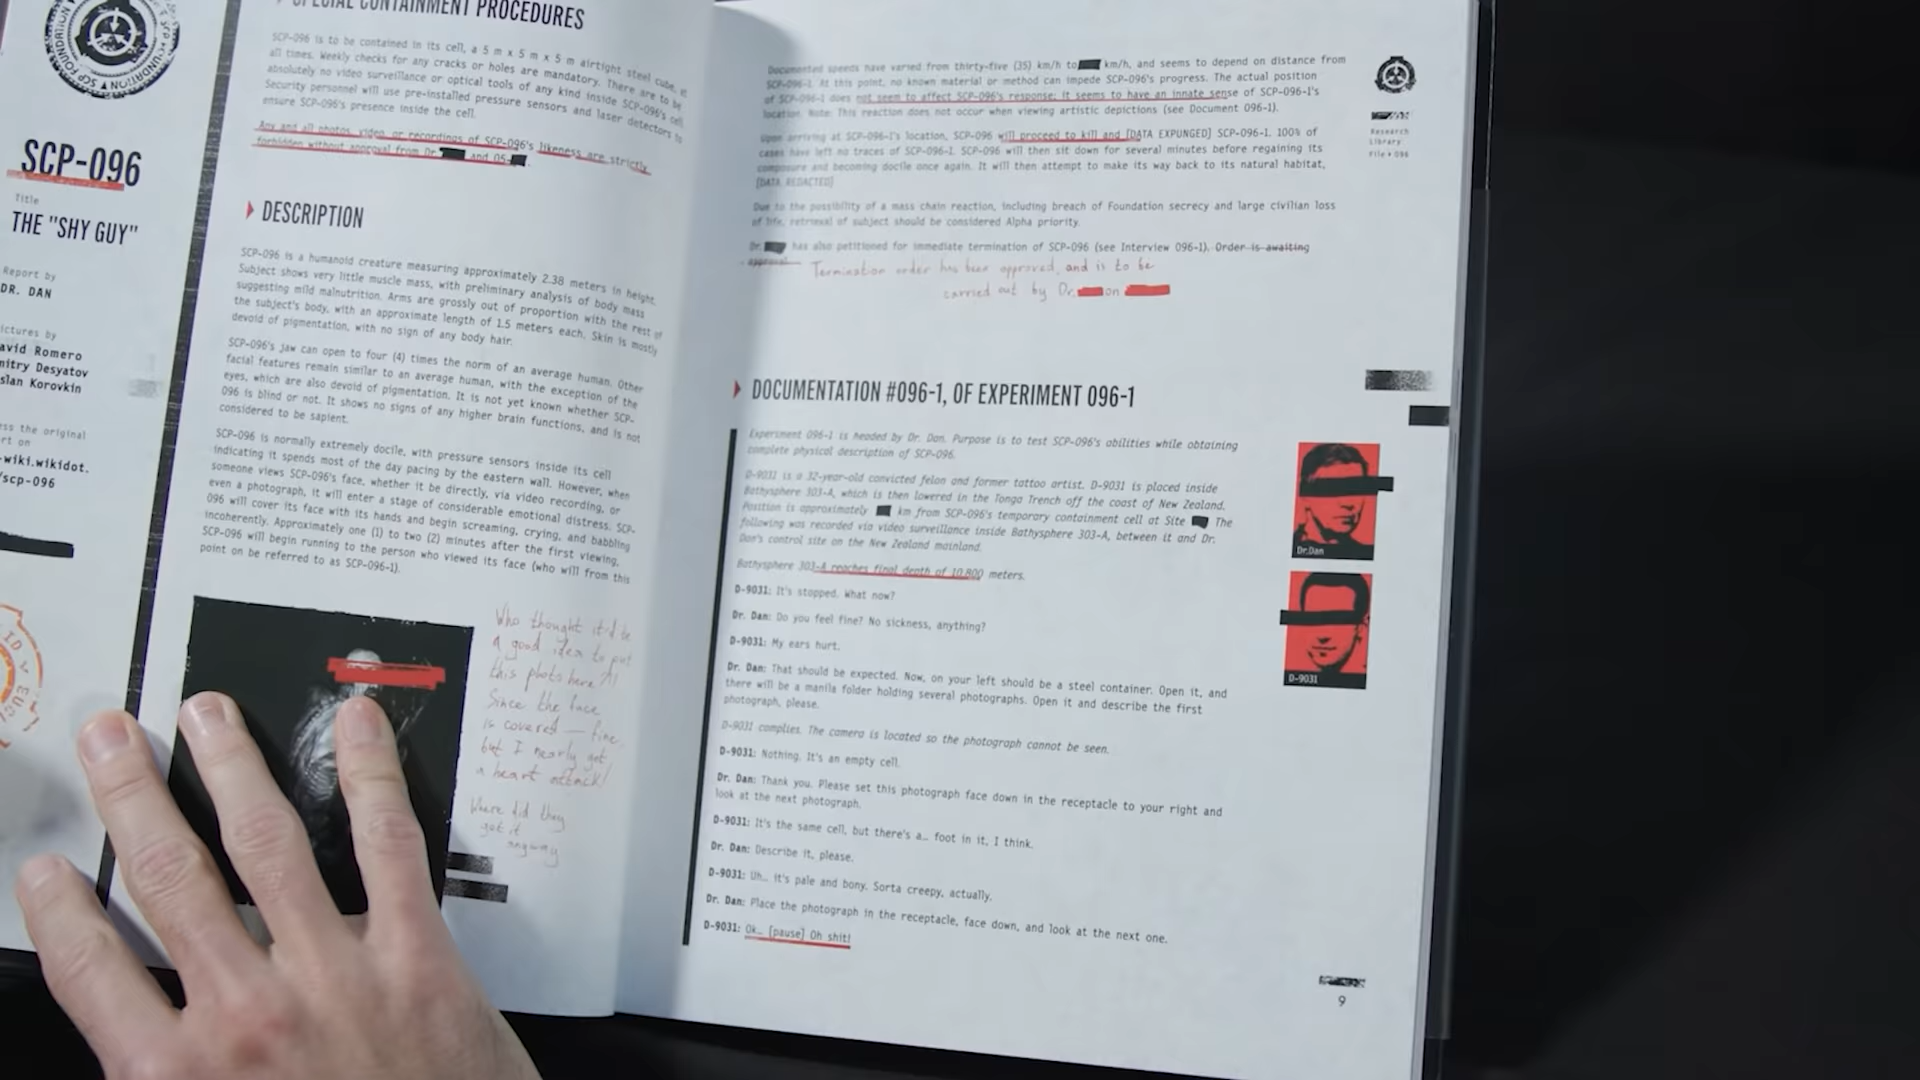 SCP FOUNDATION
SCP-096
Title
THE "SHY GUY"
Report by
DR. DAN
ictures by
avid Romero
mitry Desyatov
slan Korovkin
ess the original
rt on
-wiki.wikidot.
/scp-096
SPECIAL CONTAINMENT PROCEDURES
SCP-096 is to be contained in its cell, a 5 m x 5 m x 5 m airtight steel cube, at
all times. Weekly checks for any cracks or holes are mandatory. There are to be
absolutely no video surveillance or optical tools of any kind inside SCP-096's cell.
Security personnel will use pre-installed pressure sensors and laser detectors to
ensure SCP-096's presence inside the cell.
Any and all photos, video or recordings of SCP-096's likeness are strictly
forbidden without approval from Dr. and O5-
DESCRIPTION
SCP-096 is a humanoid creature measuring approximately 2.38 meters in height.
Subject shows very little muscle mass, with preliminary analysis of body mass
suggesting mild malnutrition. Arms are grossly out of proportion with the rest of
the subject's body, with an approximate length of 1.5 meters each. Skin is mostly
devoid of pigmentation, with no sign of any body hair.
SCP-096's jaw can open to four (4) times the norm of an average human. Other
facial features remain similar to an average human, with the exception of the
eyes, which are also devoid of pigmentation. It is not yet known whether SCP-
096 is blind or not. It shows no signs of any higher brain functions, and is not
considered to be sapient.
SCP-096 is normally extremely docile, with pressure sensors inside its cell
indicating it spends most of the day pacing by the eastern wall. However, when
someone views SCP-096's face, whether it be directly, via video recording, or
even a photograph, it will enter a stage of considerable emotional distress. SCP-
096 will cover its face with its hands and begin screaming, crying, and babbling
incoherently. Approximately one (1) to two (2) minutes after the first viewing,
SCP-096 will begin running to the person who viewed its face (who will from this
point on be referred to as SCP-096-1).
Who thought it'd be
a good idea to put
this photo here?!
Since the face
is covered — fine,
but I nearly got
a heart attack!
Where did they
get it
anyway
Documented speeds have varied from thirty-five (35) km/h to km/h, and seems to depend on distance from
SCP-096-1. At this point, no known material or method can impede SCP-096's progress. The actual position
of SCP-096-1 does not seem to affect SCP-096's response; it seems to have an innate sense of SCP-096-1's
location. Note: This reaction does not occur when viewing artistic depictions (see Document 096-1).
Upon arriving at SCP-096-1's location, SCP-096 will proceed to kill and [DATA EXPUNGED] SCP-096-1. 100% of
cases have left no traces of SCP-096-1. SCP-096 will then sit down for several minutes before regaining its
composure and becoming docile once again. It will then attempt to make its way back to its natural habitat,
[DATA REDACTED]
Due to the possibility of a mass chain reaction, including breach of Foundation secrecy and large civilian loss
of life, retrieval of subject should be considered Alpha priority.
Dr. has also petitioned for immediate termination of SCP-096 (see Interview 096-1). Order is awaiting
approval. Termination order has been approved, and is to be
carried out by Dr. on
Research
Library
File • 096
DOCUMENTATION #096-1, OF EXPERIMENT 096-1
Experiment 096-1 is headed by Dr. Dan. Purpose is to test SCP-096's abilities while obtaining
complete physical description of SCP-096.
D-9031 is a 32-year-old convicted felon and former tattoo artist. D-9031 is placed inside
Bathysphere 303-A, which is then lowered in the Tonga Trench off the coast of New Zealand.
Position is approximately km from SCP-096's temporary containment cell at Site The
following was recorded via video surveillance inside Bathysphere 303-A, between it and Dr.
Dan's control site on the New Zealand mainland.
Bathysphere 303-A reaches final death of 10,800 meters.
D-9031: It's stopped. What now?
Dr. Dan: Do you feel fine? No sickness, anything?
D-9031: My ears hurt.
Dr. Dan: That should be expected. Now, on your left should be a steel container. Open it, and
there will be a manila folder holding several photographs. Open it and describe the first
photograph, please.
D-9031 complies. The camera is located so the photograph cannot be seen.
D-9031: Nothing. It's an empty cell.
Dr. Dan: Thank you. Please set this photograph face down in the receptacle to your right and
look at the next photograph.
D-9031: It's the same cell, but there's a... foot in it, I think.
Dr. Dan: Describe it, please.
D-9031: Uh... it's pale and bony. Sorta creepy, actually.
Dr. Dan: Place the photograph in the receptacle, face down, and look at the next one.
D-9031: Ok... [pause] Oh shit!
Dr.Dan
D-9031
9